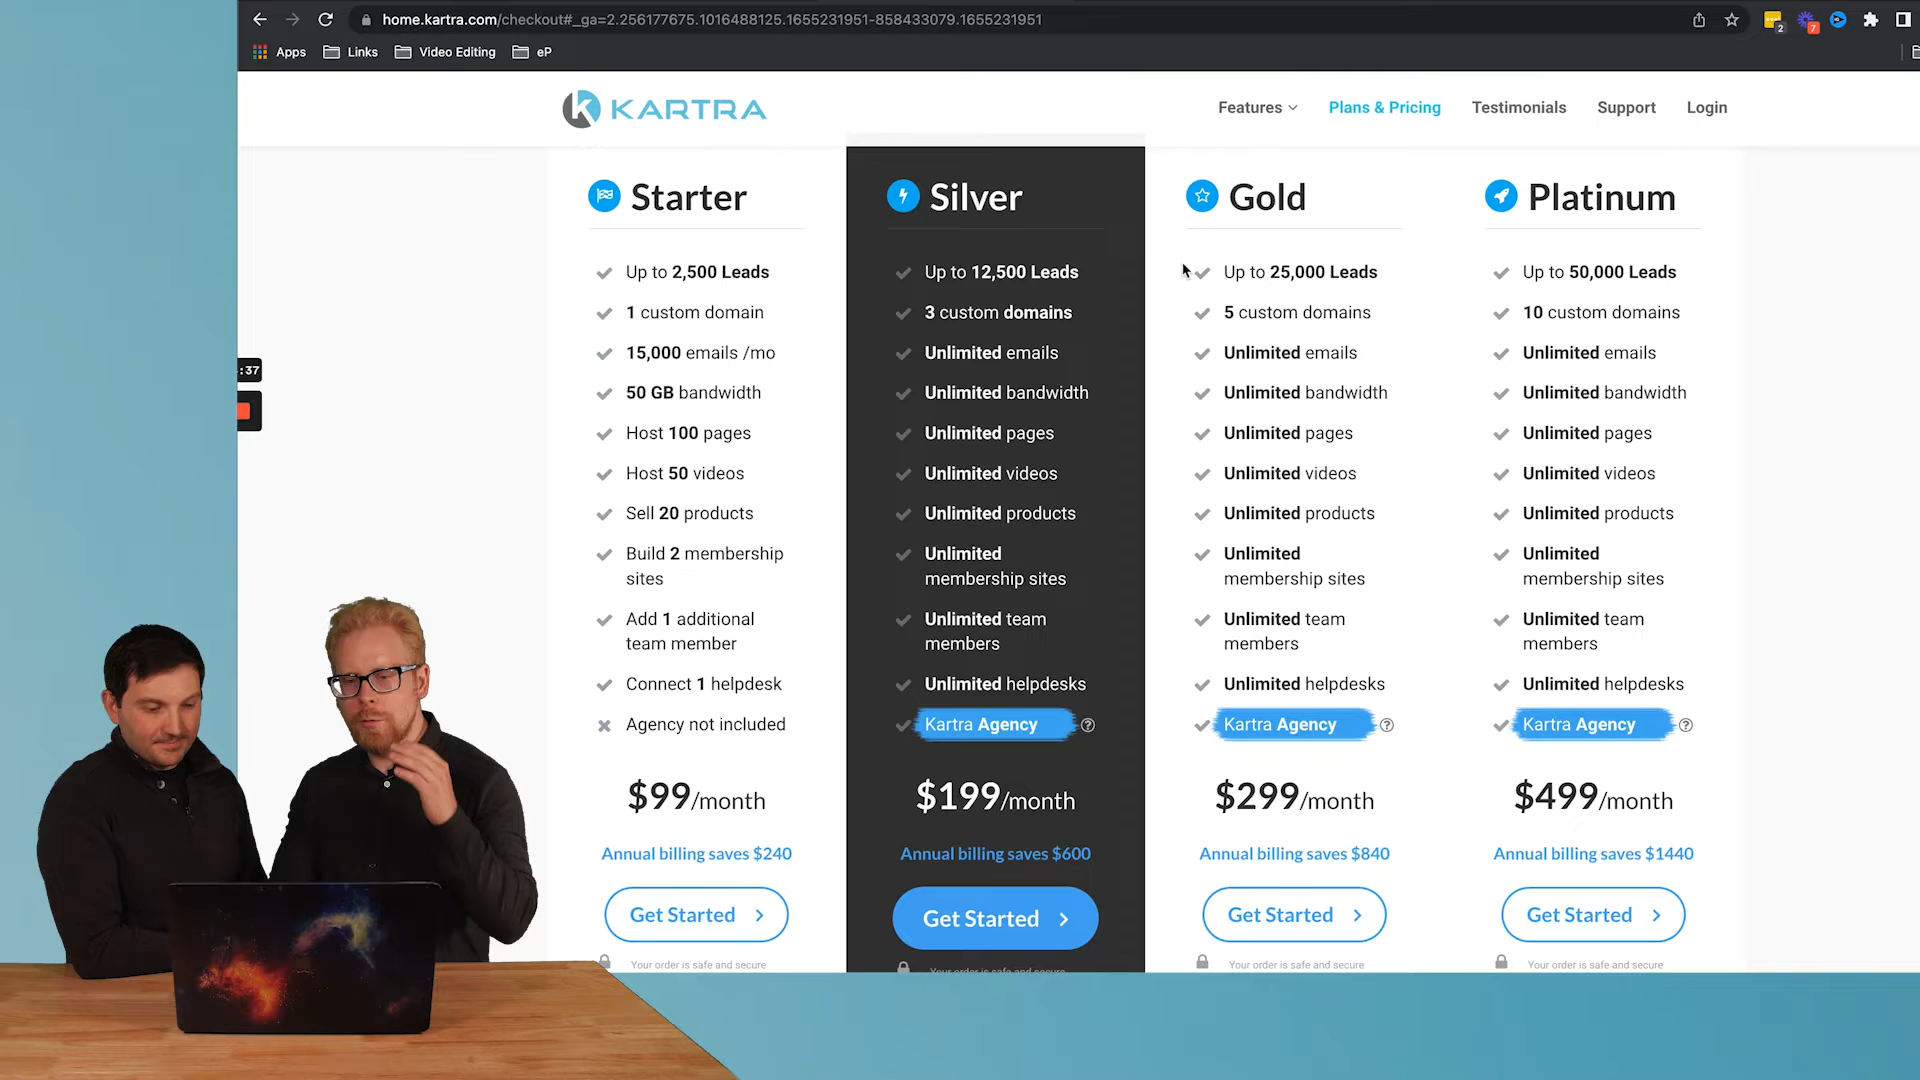 home.kartra.com/checkout#_ga=2.256177675.1016488125.1655231951-858433079.1655231951
2
7
Apps
Links
Video Editing
eP
K KARTRA
Features
Plans & Pricing
Testimonials
Support
Login
:37
Starter
Up to 2,500 Leads
1 custom domain
15,000 emails /mo
50 GB bandwidth
Host 100 pages
Host 50 videos
Sell 20 products
Build 2 membership
sites
Add 1 additional
team member
Connect 1 helpdesk
Agency not included
$99/month
Annual billing saves $240
Get Started
Your order is safe and secure
Silver
Up to 12,500 Leads
3 custom domains
Unlimited emails
Unlimited bandwidth
Unlimited pages
Unlimited videos
Unlimited products
Unlimited
membership sites
Unlimited team
members
Unlimited helpdesks
Kartra Agency ?
$199/month
Annual billing saves $600
Get Started
Your order is safe and secure
Gold
Up to 25,000 Leads
5 custom domains
Unlimited emails
Unlimited bandwidth
Unlimited pages
Unlimited videos
Unlimited products
Unlimited
membership sites
Unlimited team
members
Unlimited helpdesks
Kartra Agency ?
$299/month
Annual billing saves $840
Get Started
Your order is safe and secure
Platinum
Up to 50,000 Leads
10 custom domains
Unlimited emails
Unlimited bandwidth
Unlimited pages
Unlimited videos
Unlimited products
Unlimited
membership sites
Unlimited team
members
Unlimited helpdesks
Kartra Agency ?
$499/month
Annual billing saves $1440
Get Started
Your order is safe and secure